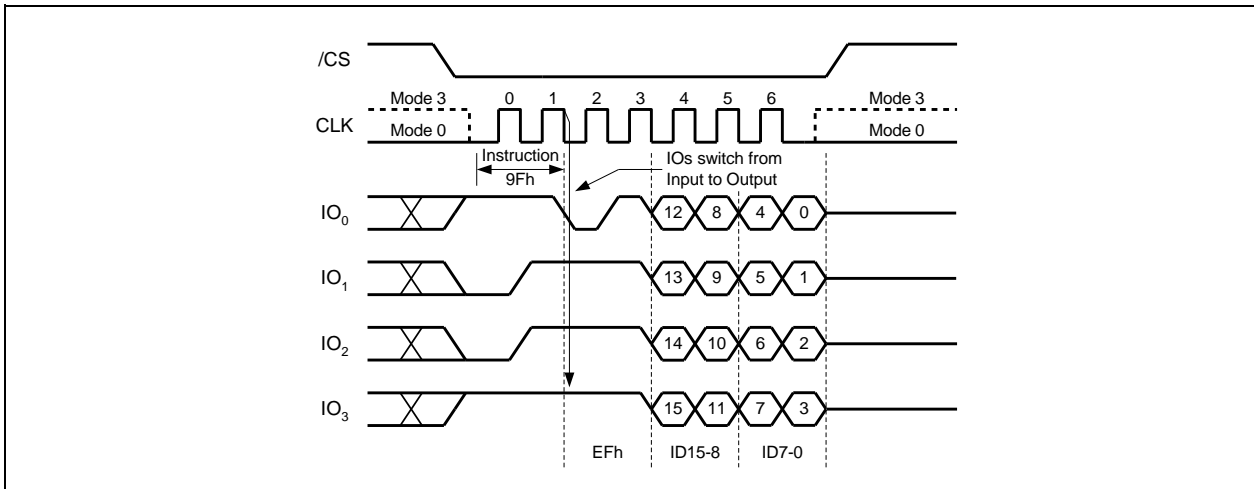 /CS
Mode 3 0 1 2 3 4 5 6 Mode 3
CLK
Mode 0 Mode 0
Instruction
9Fh
IOs switch from
Input to Output
IO0 12 8 4 0
IO1 13 9 5 1
IO2 14 10 6 2
IO3 15 11 7 3
EFh ID15-8 ID7-0